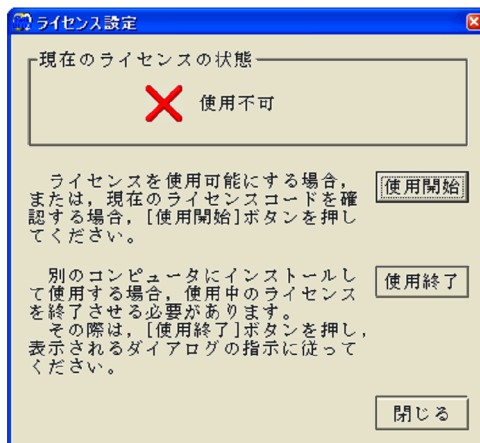 ライセンス設定
現在のライセンスの状態
使用不可
ライセンスを使用可能にする場合,
または,現在のライセンスコードを確
認する場合,[使用開始]ボタンを押し
てください。
使用開始
別のコンピュータにインストールし
て使用する場合,使用中のライセンス
を終了させる必要があります。
その際は,[使用終了]ボタンを押し,
表示されるダイアログの指示に従って
ください。
使用終了
閉じる